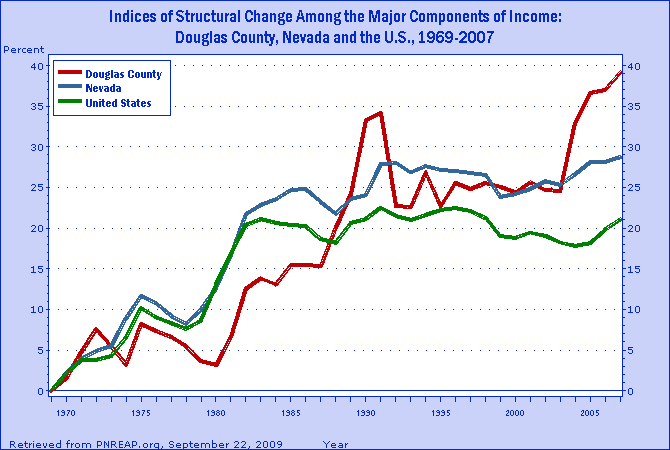 Indices of Structural Change Among the Major Components of Income:
Douglas County, Nevada and the U.S., 1969-2007
Percent
Douglas County
Nevada
United States
40 40
35 35
30 30
25 25
20 20
15 15
10 10
5 5
0 0
1970 1975 1980 1985 1990 1995 2000 2005
Retrieved from PNREAP.org, September 22, 2009 Year